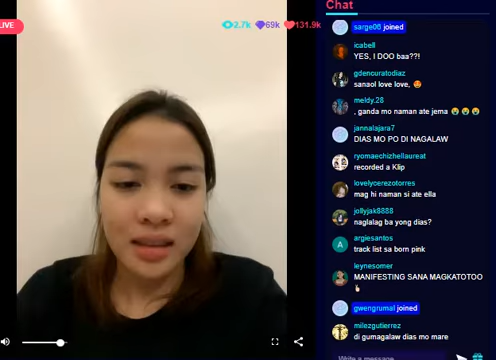 LIVE
2.7k
69k
131.9k
Chat
sarge06 joined
icabell
YES, I DOO baa??!
gdencuratodiaz
sanaol love love, 😍
meldy.28
, ganda mo naman ate jema 😭 😭 😭
jannalajara7
DIAS MO PO DI NAGALAW
ryomaechizhellaureat
recorded a Klip
lovelycerezotorres
mag hi naman si ate ella
jollyjak8888
naglalag ba yong dias?
A
argiesantos
track list sa born pink
leynesomer
MANIFESTING SANA MAGKATOTOO
🤞🏻
gwengrumal joined
milezgutierrez
di gumagalaw dias mo mare
Write a message